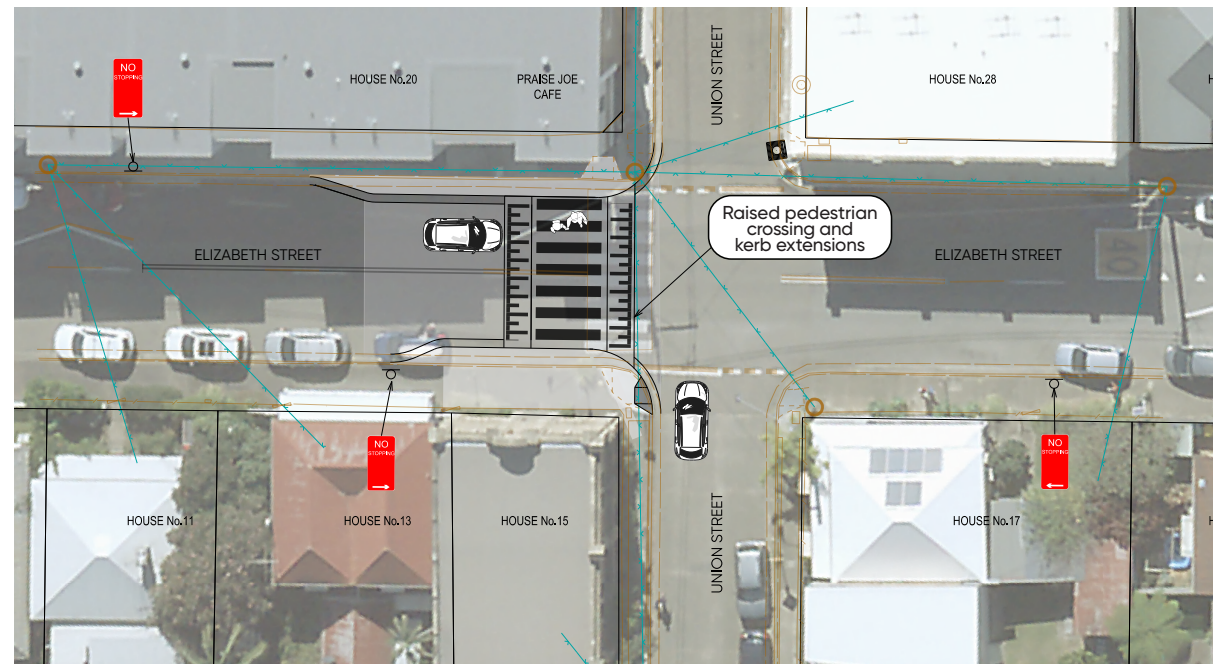 NO
STOPPING
HOUSE No.20
PRAISE JOE
CAFE
UNION STREET
HOUSE No.28
ELIZABETH STREET
Raised pedestrian
crossing and
kerb extensions
ELIZABETH STREET
40
NO
STOPPING
NO
STOPPING
HOUSE No.11
HOUSE No.13
HOUSE No.15
UNION STREET
HOUSE No.17